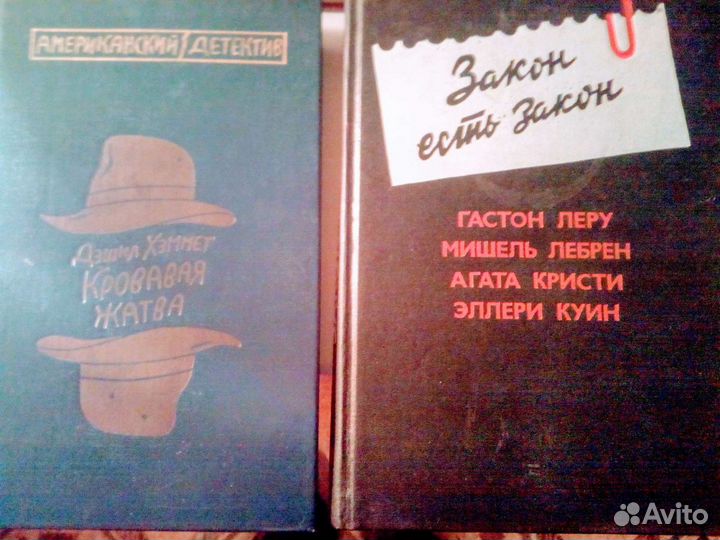 АМЕРИКАНСКИЙ ДЕТЕКТИВ
ДЭШИЛ ХЭММЕТ
КРОВАВАЯ
ЖАТВА
Закон
есть закон
ГАСТОН ЛЕРУ
МИШЕЛЬ ЛЕБРЕН
АГАТА КРИСТИ
ЭЛЛЕРИ КУИН
Avito